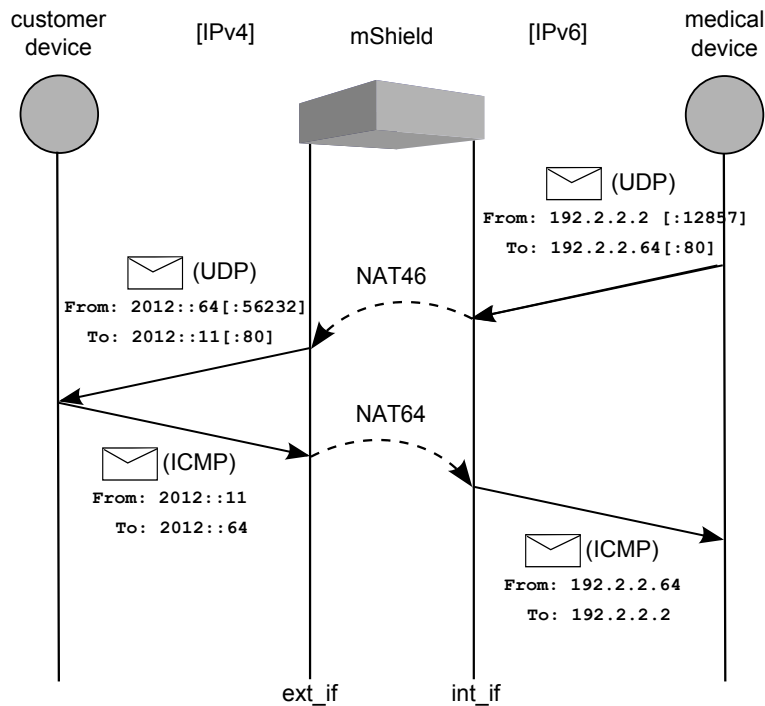 customer device
[IPv4]
mShield
[IPv6]
medical device
(UDP)
From: 192.2.2.2 [:12857]
To: 192.2.2.64[:80]
(UDP)
From: 2012::64[:56232]
To: 2012::11[:80]
NAT46
NAT64
(ICMP)
From: 2012::11
To: 2012::64
(ICMP)
From: 192.2.2.64
To: 192.2.2.2
ext_if
int_if